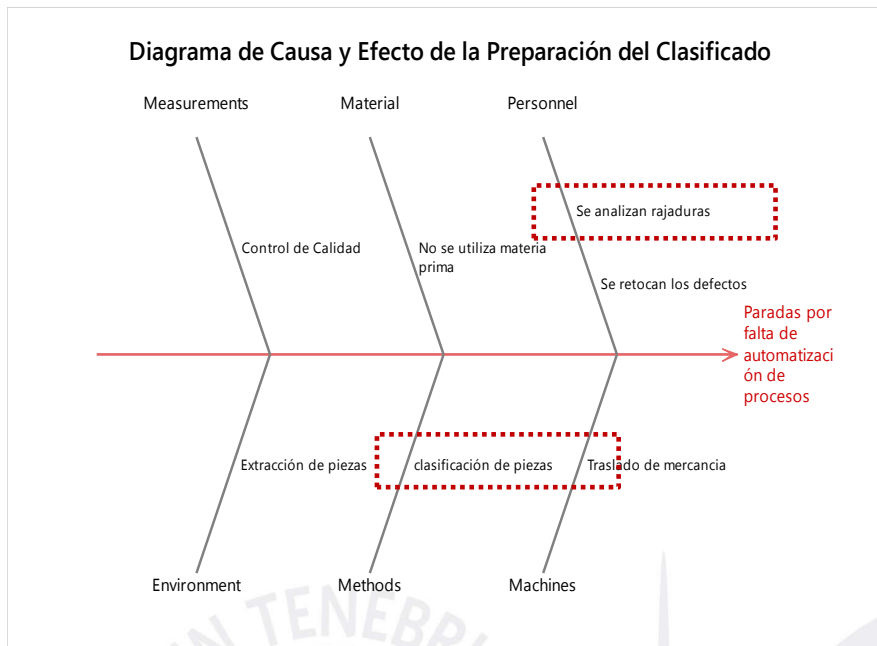 Diagrama de Causa y Efecto de la Preparación del Clasificado
Measurements
Material
Personnel
Se analizan rajaduras
Control de Calidad
No se utiliza materia
prima
Se retocan los defectos
Paradas por
falta de
automatizaci
ón de
procesos
Extracción de piezas
clasificación de piezas
Traslado de mercancia
Environment
Methods
Machines
IN TENEBR